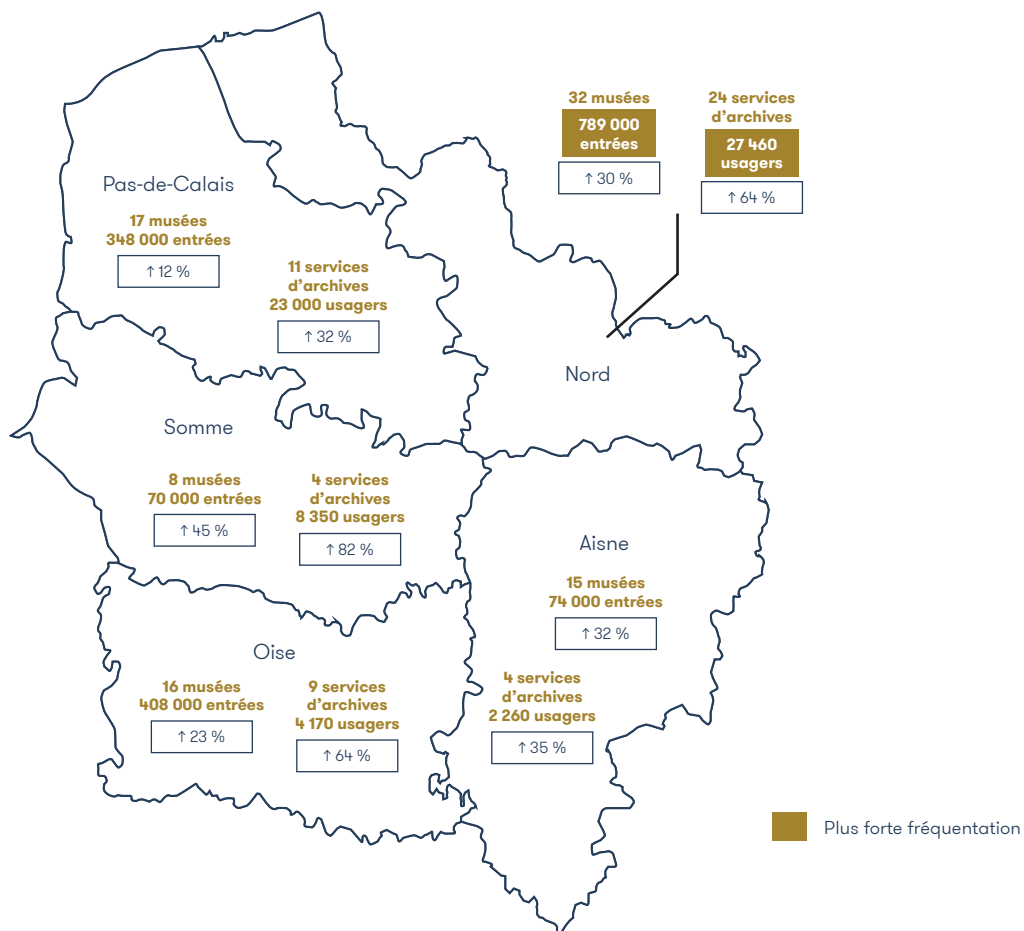 32 musées
789 000
entrées
↑ 30 %
24 services
d'archives
27 460
usagers
↑ 64 %
Pas-de-Calais
17 musées
348 000 entrées
↑ 12 %
11 services
d'archives
23 000 usagers
↑ 32 %
Nord
Somme
8 musées
70 000 entrées
↑ 45 %
4 services
d'archives
8 350 usagers
↑ 82 %
Aisne
15 musées
74 000 entrées
↑ 32 %
4 services
d'archives
2 260 usagers
↑ 35 %
Oise
16 musées
408 000 entrées
↑ 23 %
9 services
d'archives
4 170 usagers
↑ 64 %
Plus forte fréquentation